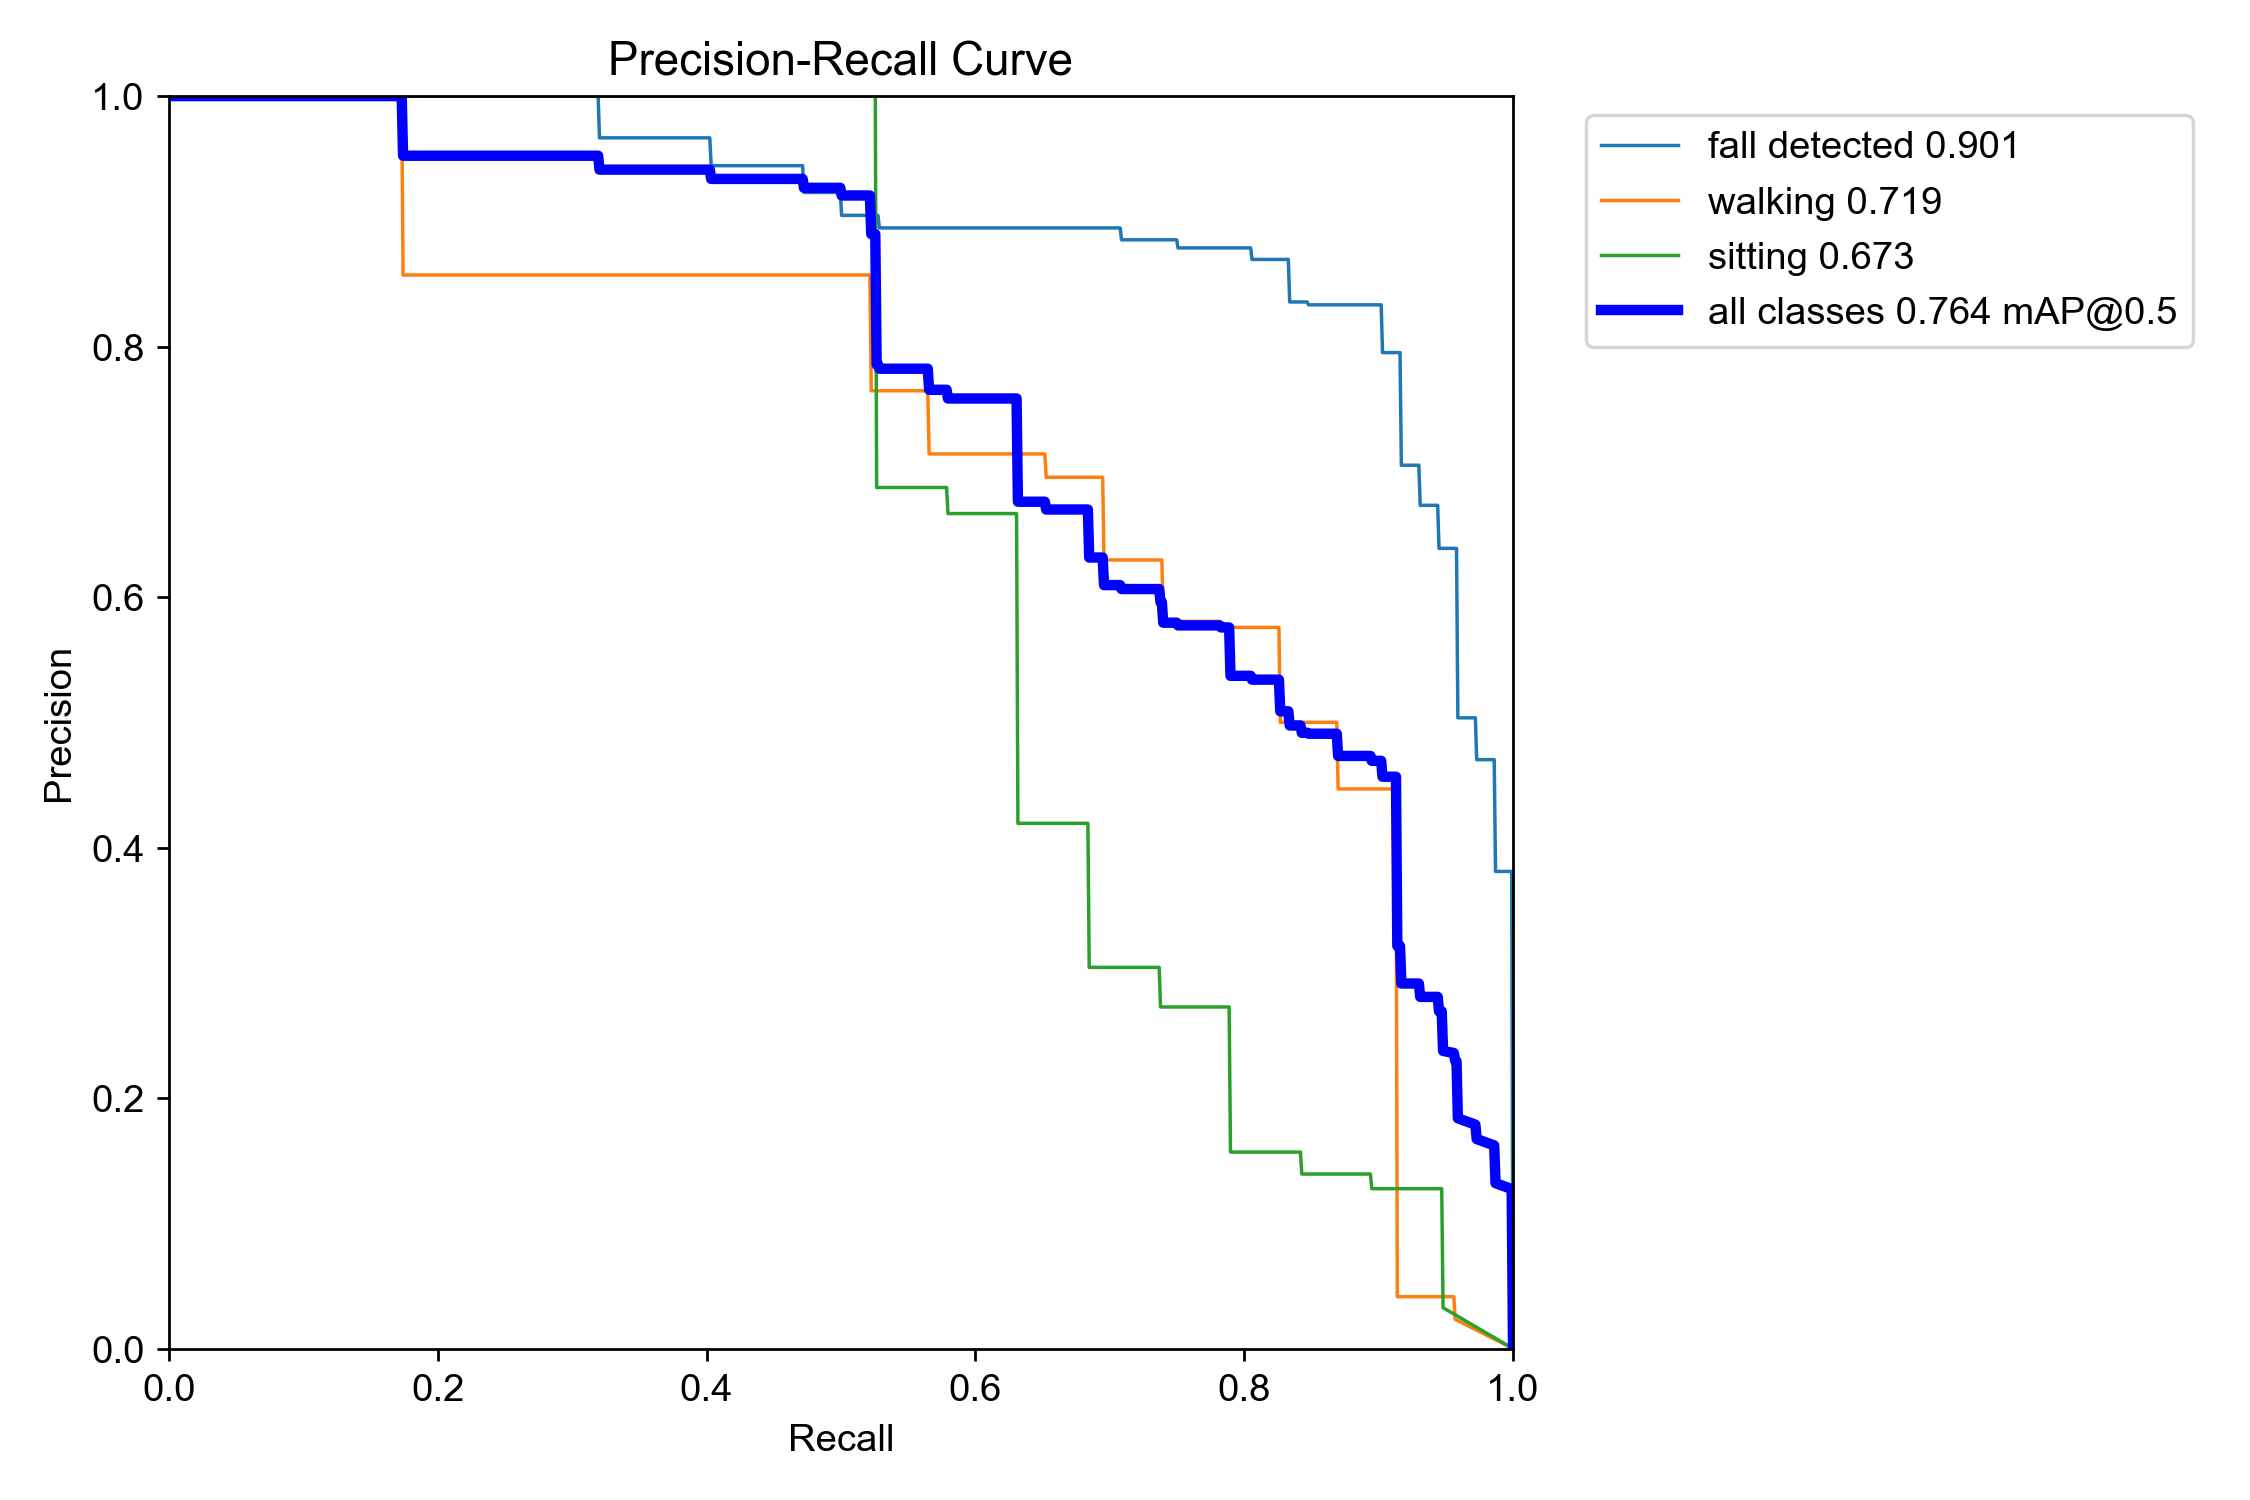 Precision-Recall Curve
1.0
0.8
0.6
0.4
0.2
0.0
Precision
0.0 0.2 0.4 0.6 0.8 1.0
Recall
fall detected 0.901
walking 0.719
sitting 0.673
all classes 0.764 mAP@0.5